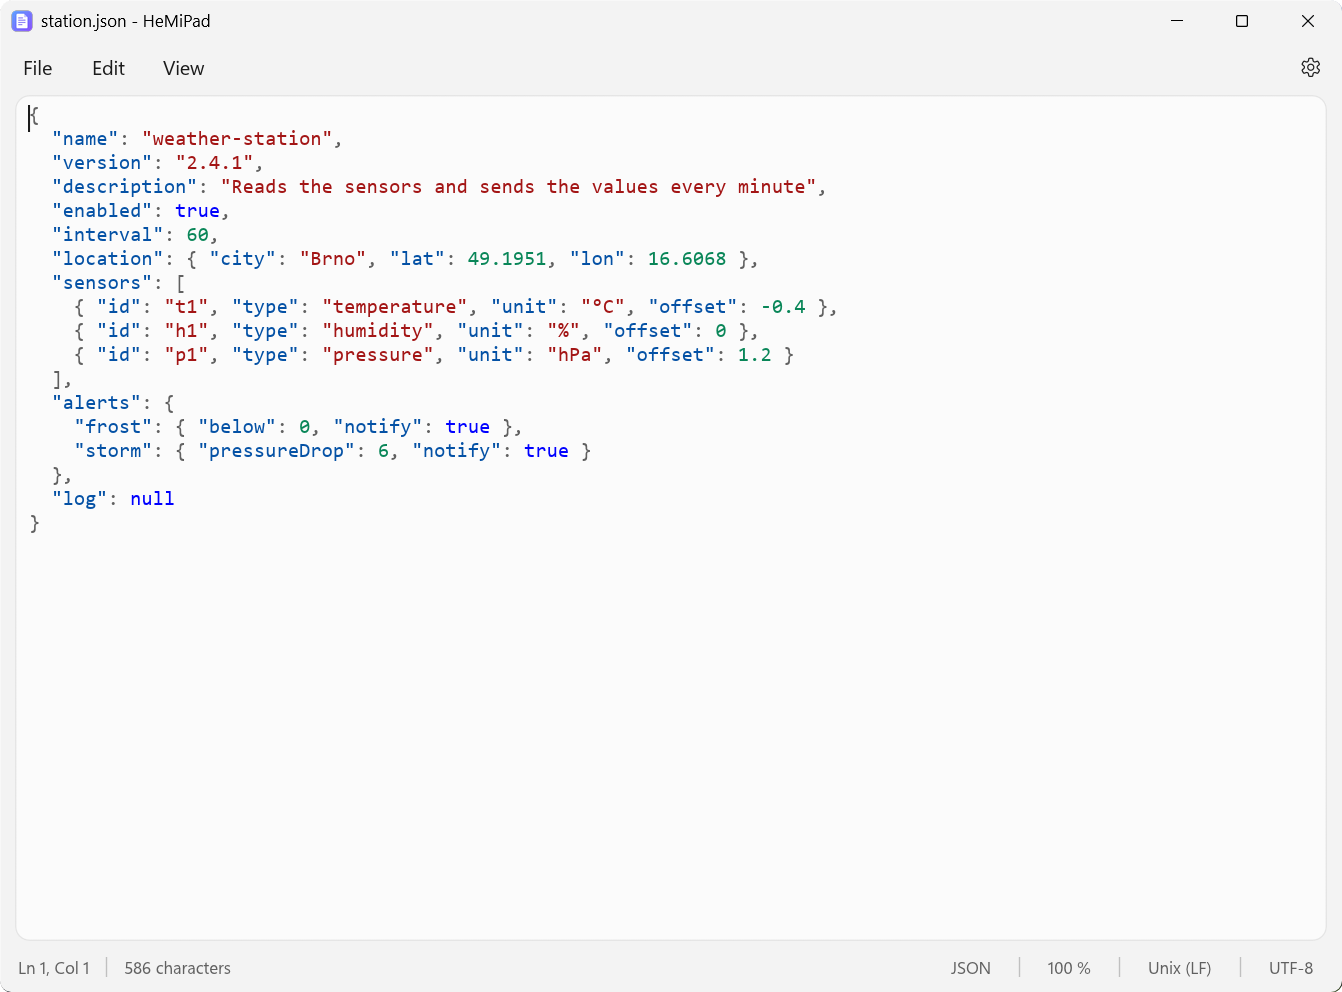 station.json - HeMiPad
File Edit View
{
  "name": "weather-station",
  "version": "2.4.1",
  "description": "Reads the sensors and sends the values every minute",
  "enabled": true,
  "interval": 60,
  "location": { "city": "Brno", "lat": 49.1951, "lon": 16.6068 },
  "sensors": [
    { "id": "t1", "type": "temperature", "unit": "°C", "offset": -0.4 },
    { "id": "h1", "type": "humidity", "unit": "%", "offset": 0 },
    { "id": "p1", "type": "pressure", "unit": "hPa", "offset": 1.2 }
  ],
  "alerts": {
    "frost": { "below": 0, "notify": true },
    "storm": { "pressureDrop": 6, "notify": true }
  },
  "log": null
}
Ln 1, Col 1 586 characters JSON 100 % Unix (LF) UTF-8